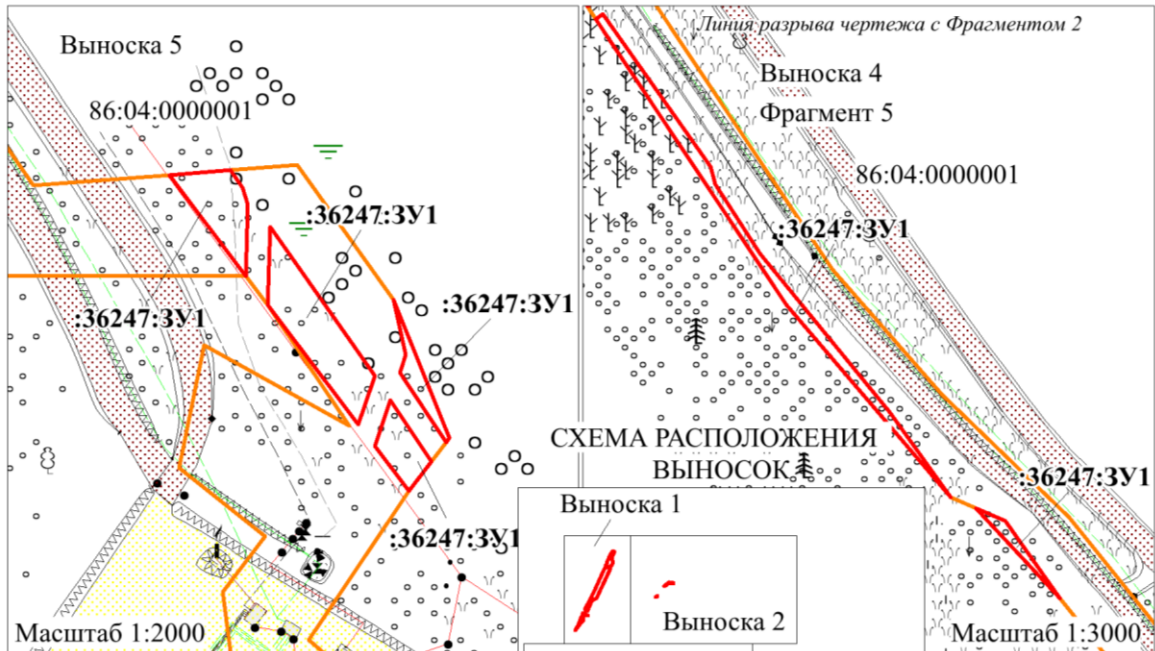 Выноска 5
86:04:0000001
:36247:ЗУ1
:36247:ЗУ1
:36247:ЗУ1
:36247:ЗУ1
Масштаб 1:2000
Линия разрыва чертежа с Фрагментом 2
Выноска 4
Фрагмент 5
86:04:0000001
:36247:ЗУ1
:36247:ЗУ1
Масштаб 1:3000
СХЕМА РАСПОЛОЖЕНИЯ
ВЫНОСОК
Выноска 1
Выноска 2